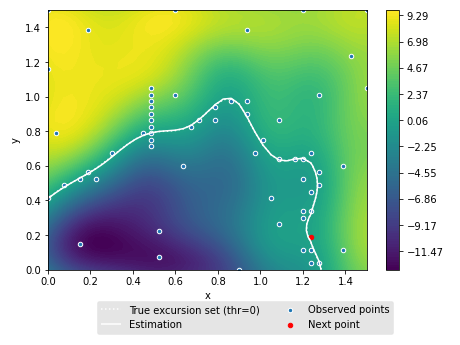 1.4
1.2
1.0
0.8
0.6
0.4
0.2
0.0
y
0.0 0.2 0.4 0.6 0.8 1.0 1.2 1.4
x
9.29
6.98
4.67
2.37
0.06
−2.25
−4.55
−6.86
−9.17
−11.47
True excursion set (thr=0)
Estimation
Observed points
Next point